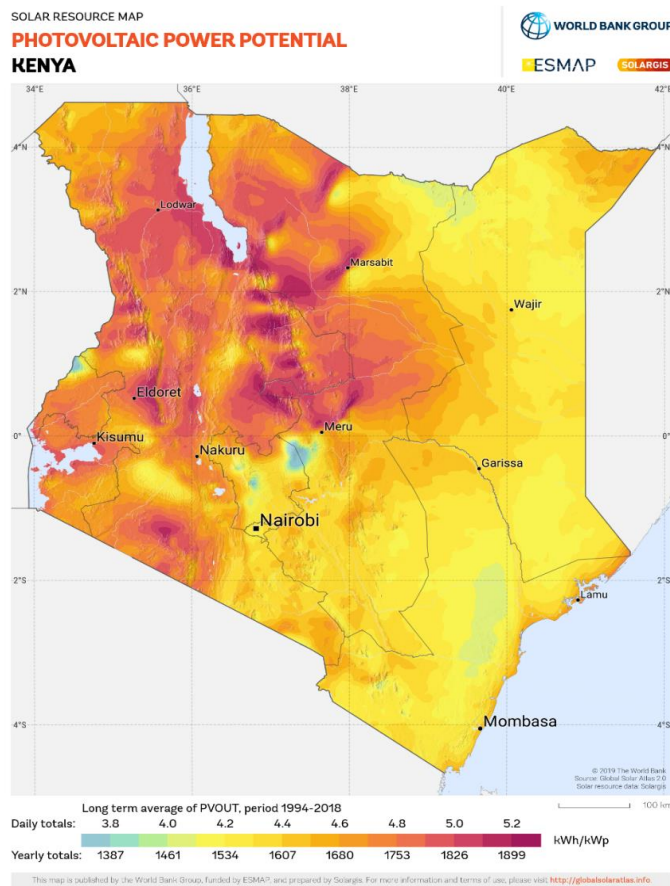 SOLAR RESOURCE MAP
PHOTOVOLTAIC POWER POTENTIAL
KENYA
WORLD BANK GROUP
ESMAP
SOLARGIS
34°E
36°E
38°E
40°E
42°E
4°N
4°N
Lodwar
Marsabit
2°N
Wajir
2°N
Eldoret
Kisumu
0°
Meru
0°
Nakuru
Garissa
Nairobi
2°S
2°S
Lamu
4°S
Mombasa
4°S
© 2019 The World Bank
Source: Global Solar Atlas 2.0
Solar resource data: Solargis
100 km
Long term average of PVOUT, period 1994-2018
Daily totals: 3.8 4.0 4.2 4.4 4.6 4.8 5.0 5.2
kWh/kWp
Yearly totals: 1387 1461 1534 1607 1680 1753 1826 1899
This map is published by the World Bank Group, funded by ESMAP, and prepared by Solargis. For more information and terms of use, please visit http://globalsolaratlas.info.